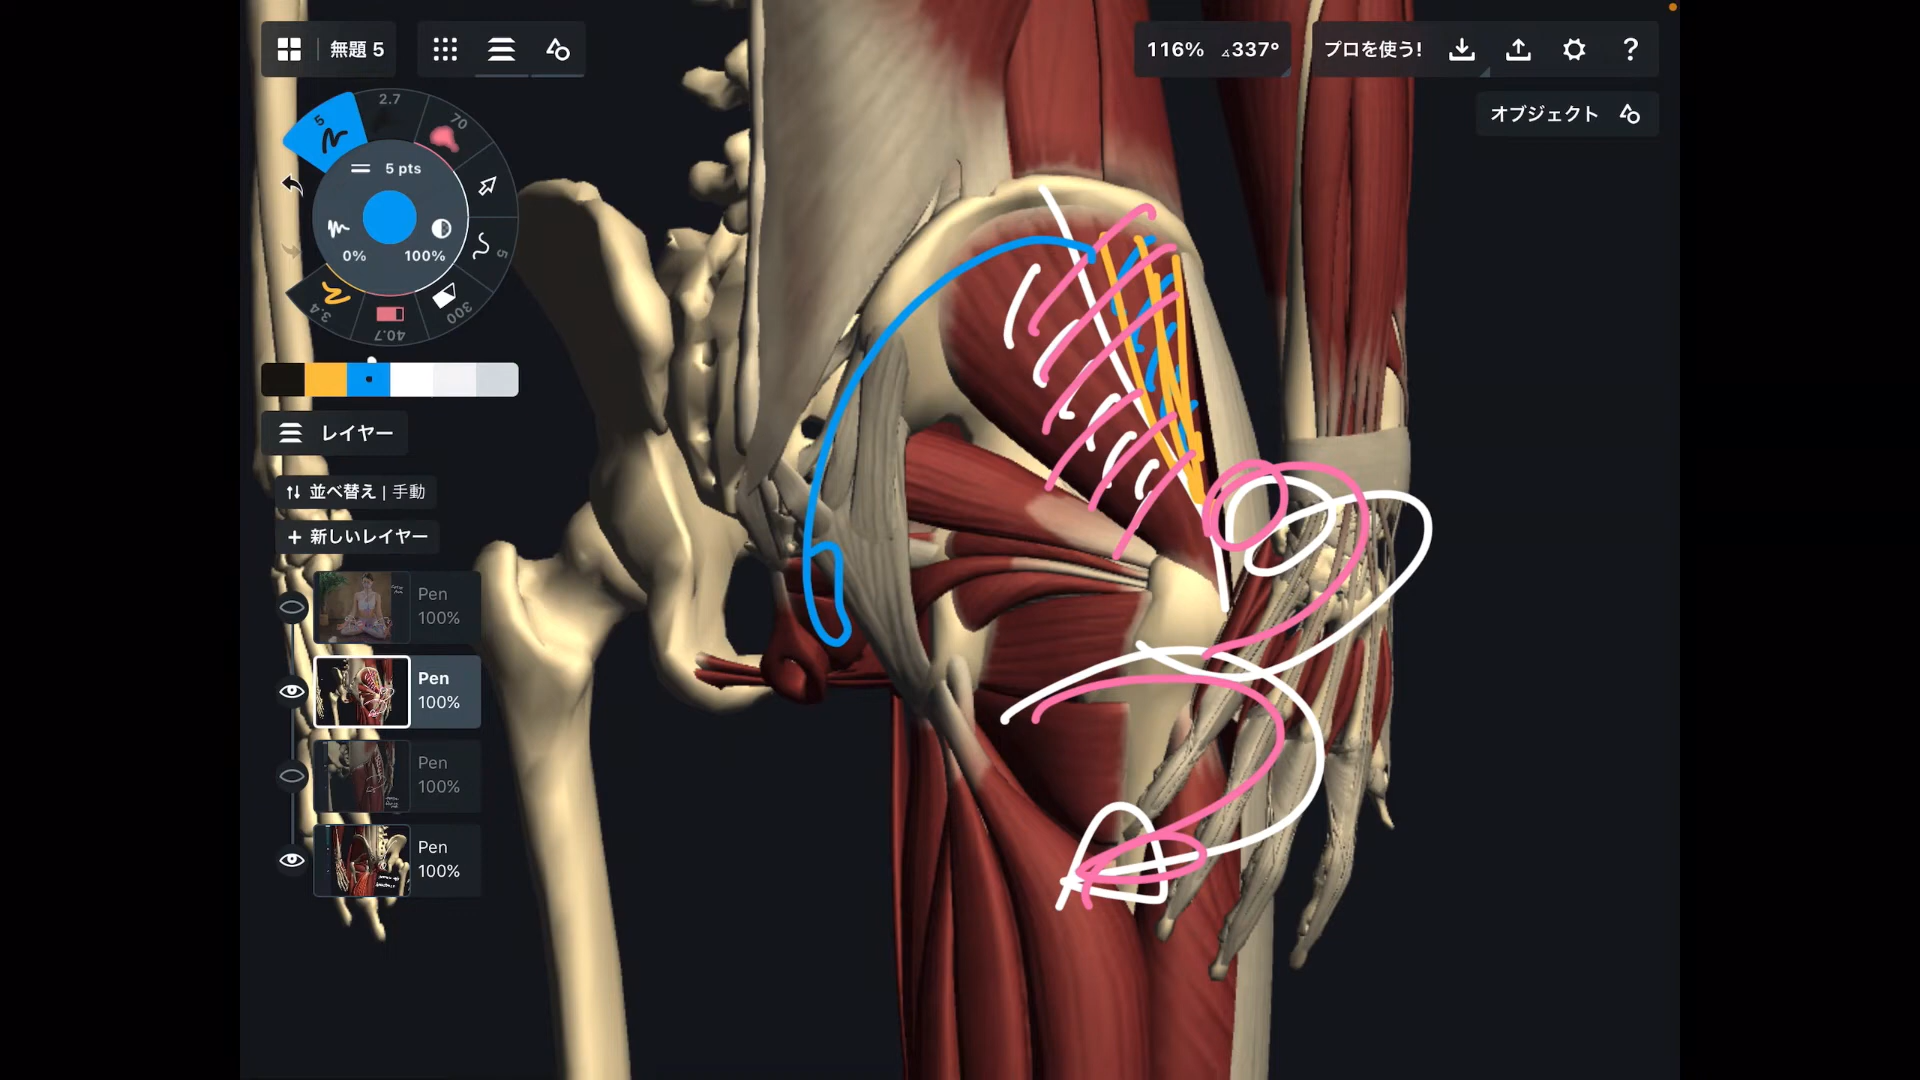 無題 5
116% ⊿337°
プロを使う!
?
オブジェクト
2.7
70
5
5 pts
0%
100%
5
3.4
40.7
300
レイヤー
並べ替え | 手動
+ 新しいレイヤー
Pen
100%
Pen
100%
Pen
100%
Pen
100%